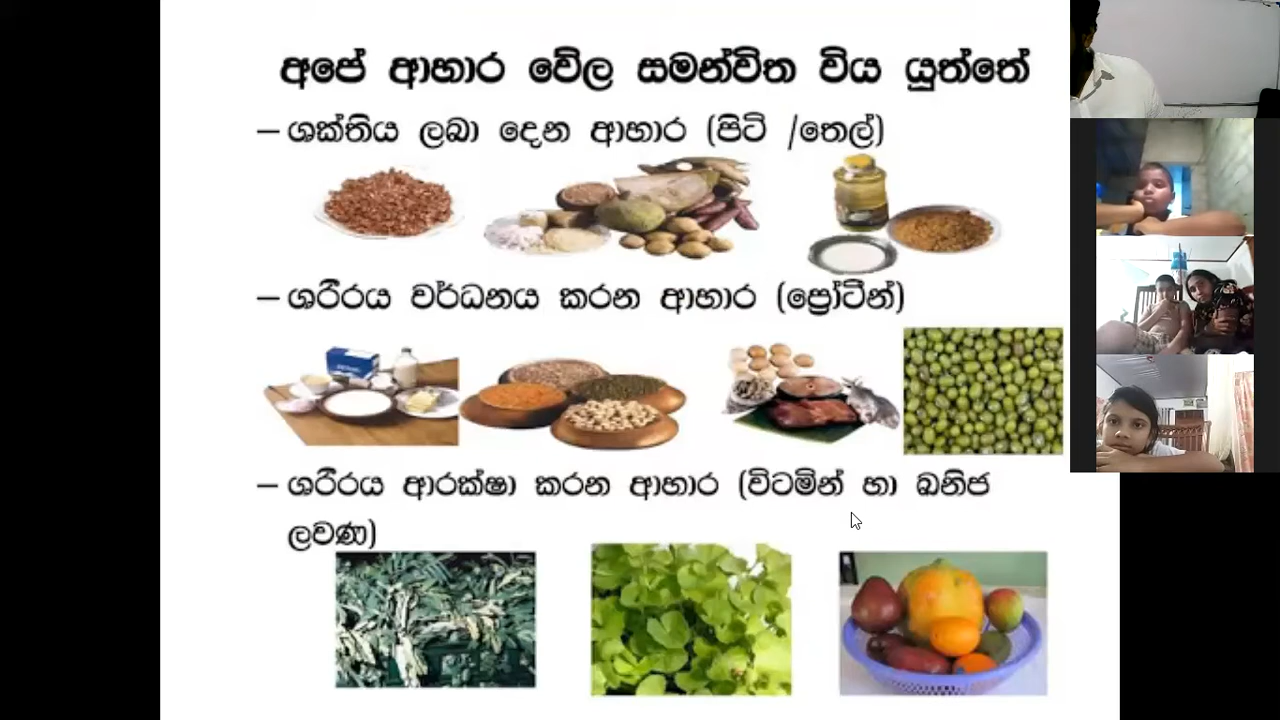 අපේ ආහාර වේල සමන්විත විය යුත්තේ
– ශක්තිය ලබා දෙන ආහාර (පිටි /තෙල්)
– ශරීරය වර්ධනය කරන ආහාර (ප්‍රෝටීන්)
– ශරීරය ආරක්ෂා කරන ආහාර (විටමින් හා ඛනිජ
ලවණ)